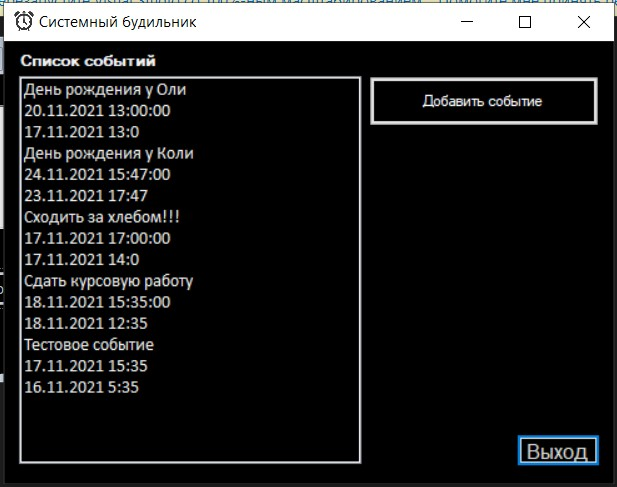 Системный будильник
Список событий
День рождения у Оли
20.11.2021 13:00:00
17.11.2021 13:0
День рождения у Коли
24.11.2021 15:47:00
23.11.2021 17:47
Сходить за хлебом!!!
17.11.2021 17:00:00
17.11.2021 14:0
Сдать курсовую работу
18.11.2021 15:35:00
18.11.2021 12:35
Тестовое событие
17.11.2021 15:35
16.11.2021 5:35
Добавить событие
Выход